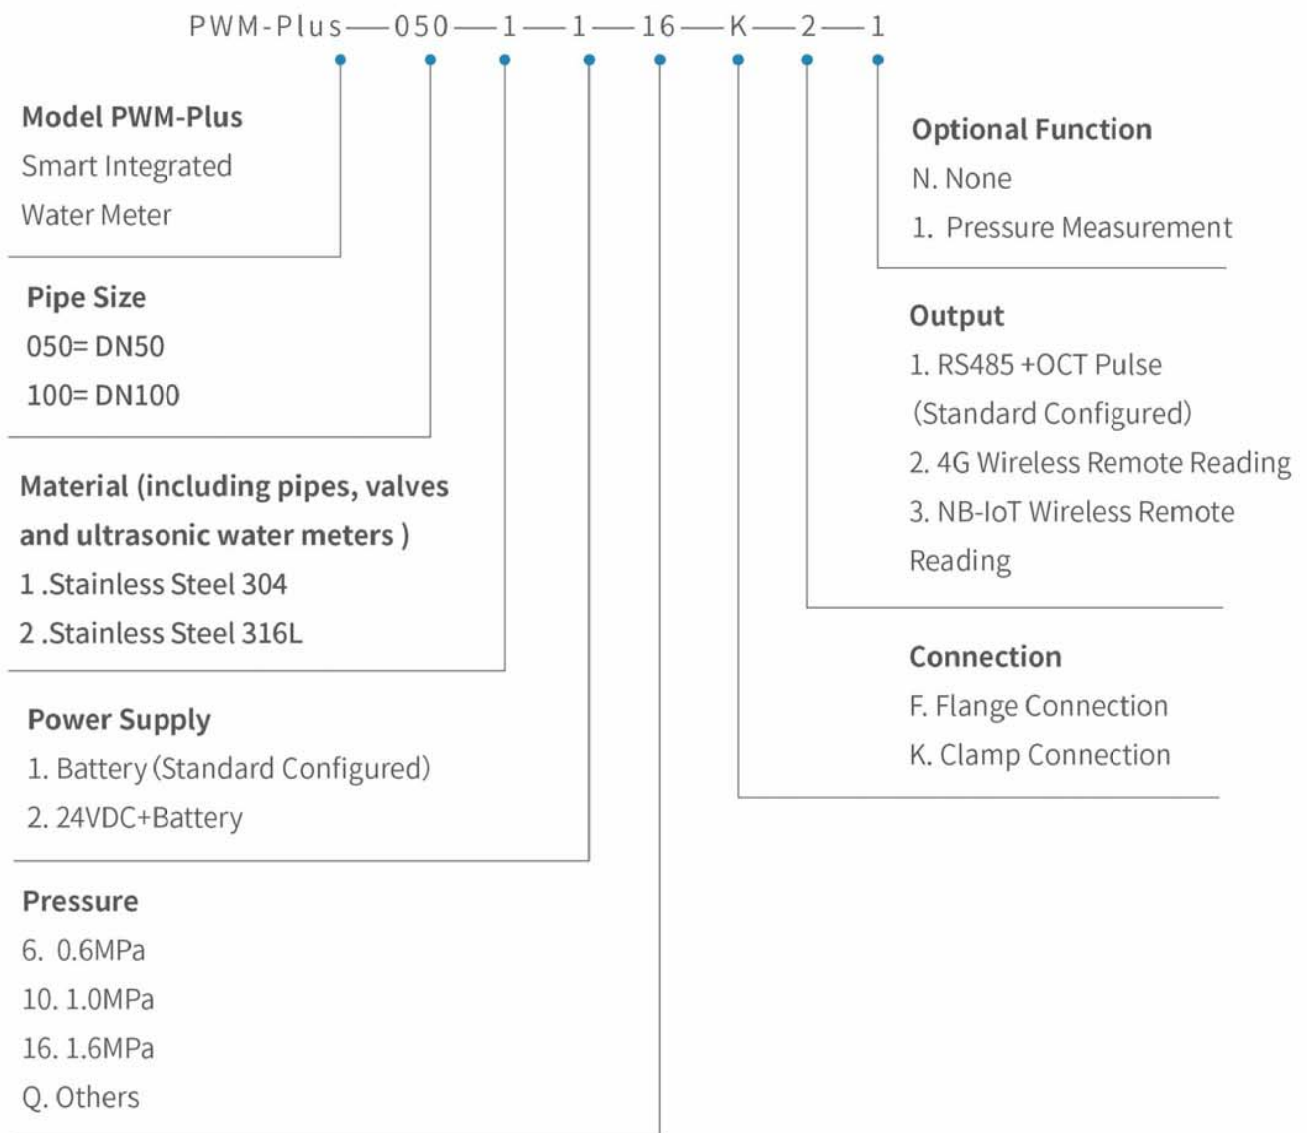 PWM-Plus—050—1—1—16—K—2—1
Model PWM-Plus
Smart Integrated
Water Meter
Pipe Size
050= DN50
100= DN100
Material (including pipes, valves
and ultrasonic water meters )
1 .Stainless Steel 304
2 .Stainless Steel 316L
Power Supply
1. Battery (Standard Configured)
2. 24VDC+Battery
Pressure
6. 0.6MPa
10. 1.0MPa
16. 1.6MPa
Q. Others
Optional Function
N. None
1. Pressure Measurement
Output
1. RS485 +OCT Pulse
(Standard Configured)
2. 4G Wireless Remote Reading
3. NB-IoT Wireless Remote
Reading
Connection
F. Flange Connection
K. Clamp Connection